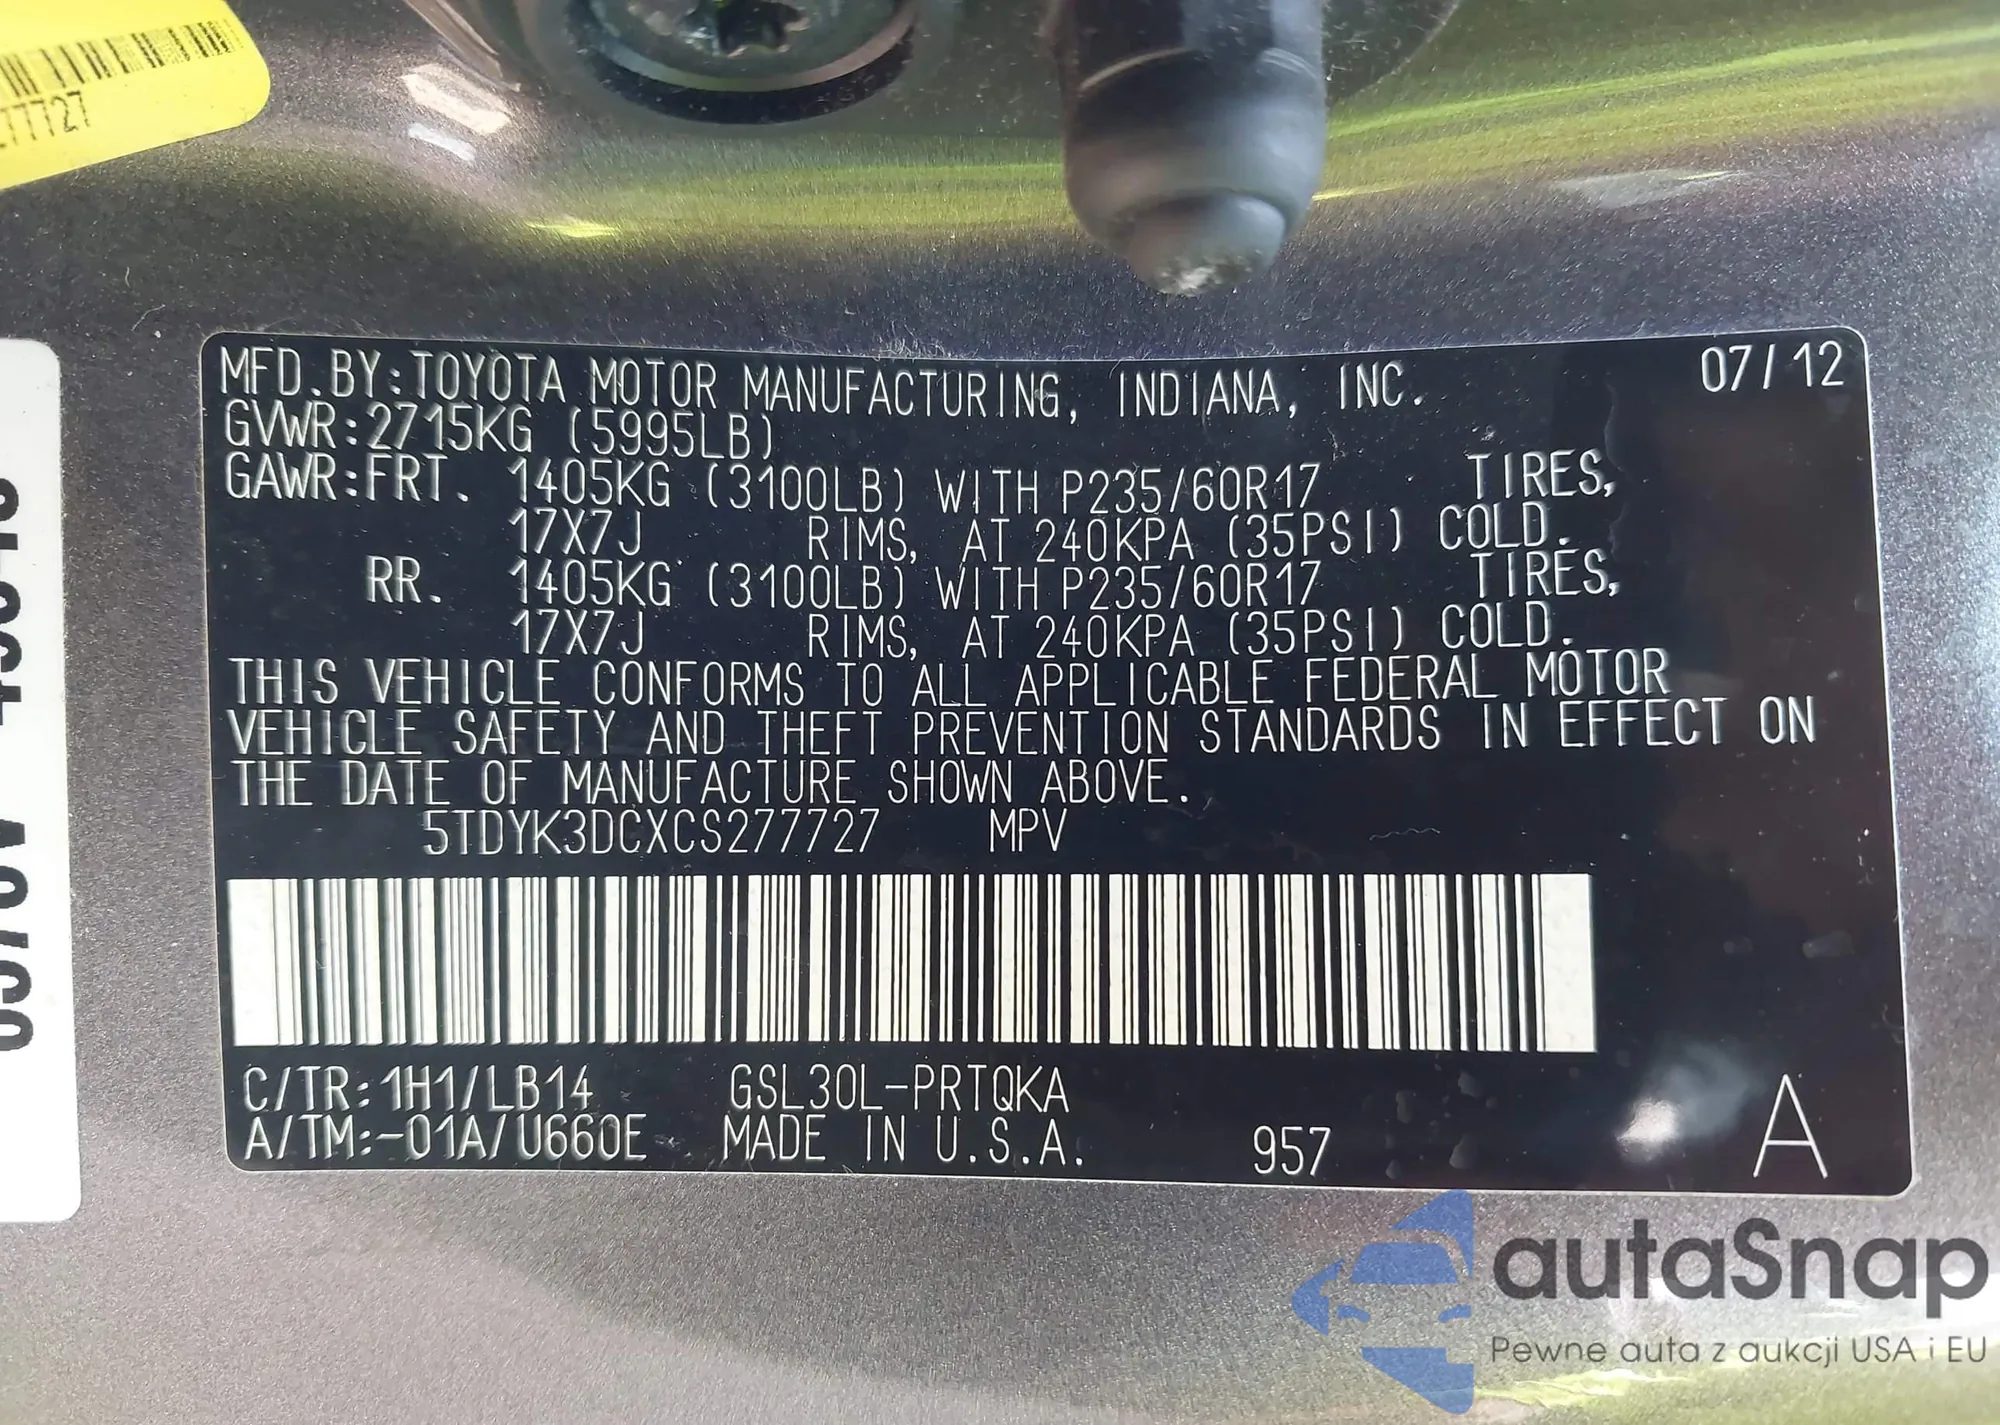 77727
MFD.BY:TOYOTA MOTOR MANUFACTURING, INDIANA, INC. 07/12
GVWR:2715KG (5995LB)
GAWR:FRT. 1405KG (3100LB) WITH P235/60R17 TIRES,
17X7J RIMS, AT 240KPA (35PSI) COLD.
RR. 1405KG (3100LB) WITH P235/60R17 TIRES,
17X7J RIMS, AT 240KPA (35PSI) COLD.
THIS VEHICLE CONFORMS TO ALL APPLICABLE FEDERAL MOTOR
VEHICLE SAFETY AND THEFT PREVENTION STANDARDS IN EFFECT ON
THE DATE OF MANUFACTURE SHOWN ABOVE.
5TDYK3DCXCS277727 MPV
C/TR:1H1/LB14 GSL30L-PRTQKA
A/TM:-01A/U660E MADE IN U.S.A. 957 A
autaSnap
Pewne auta z aukcji USA i EU